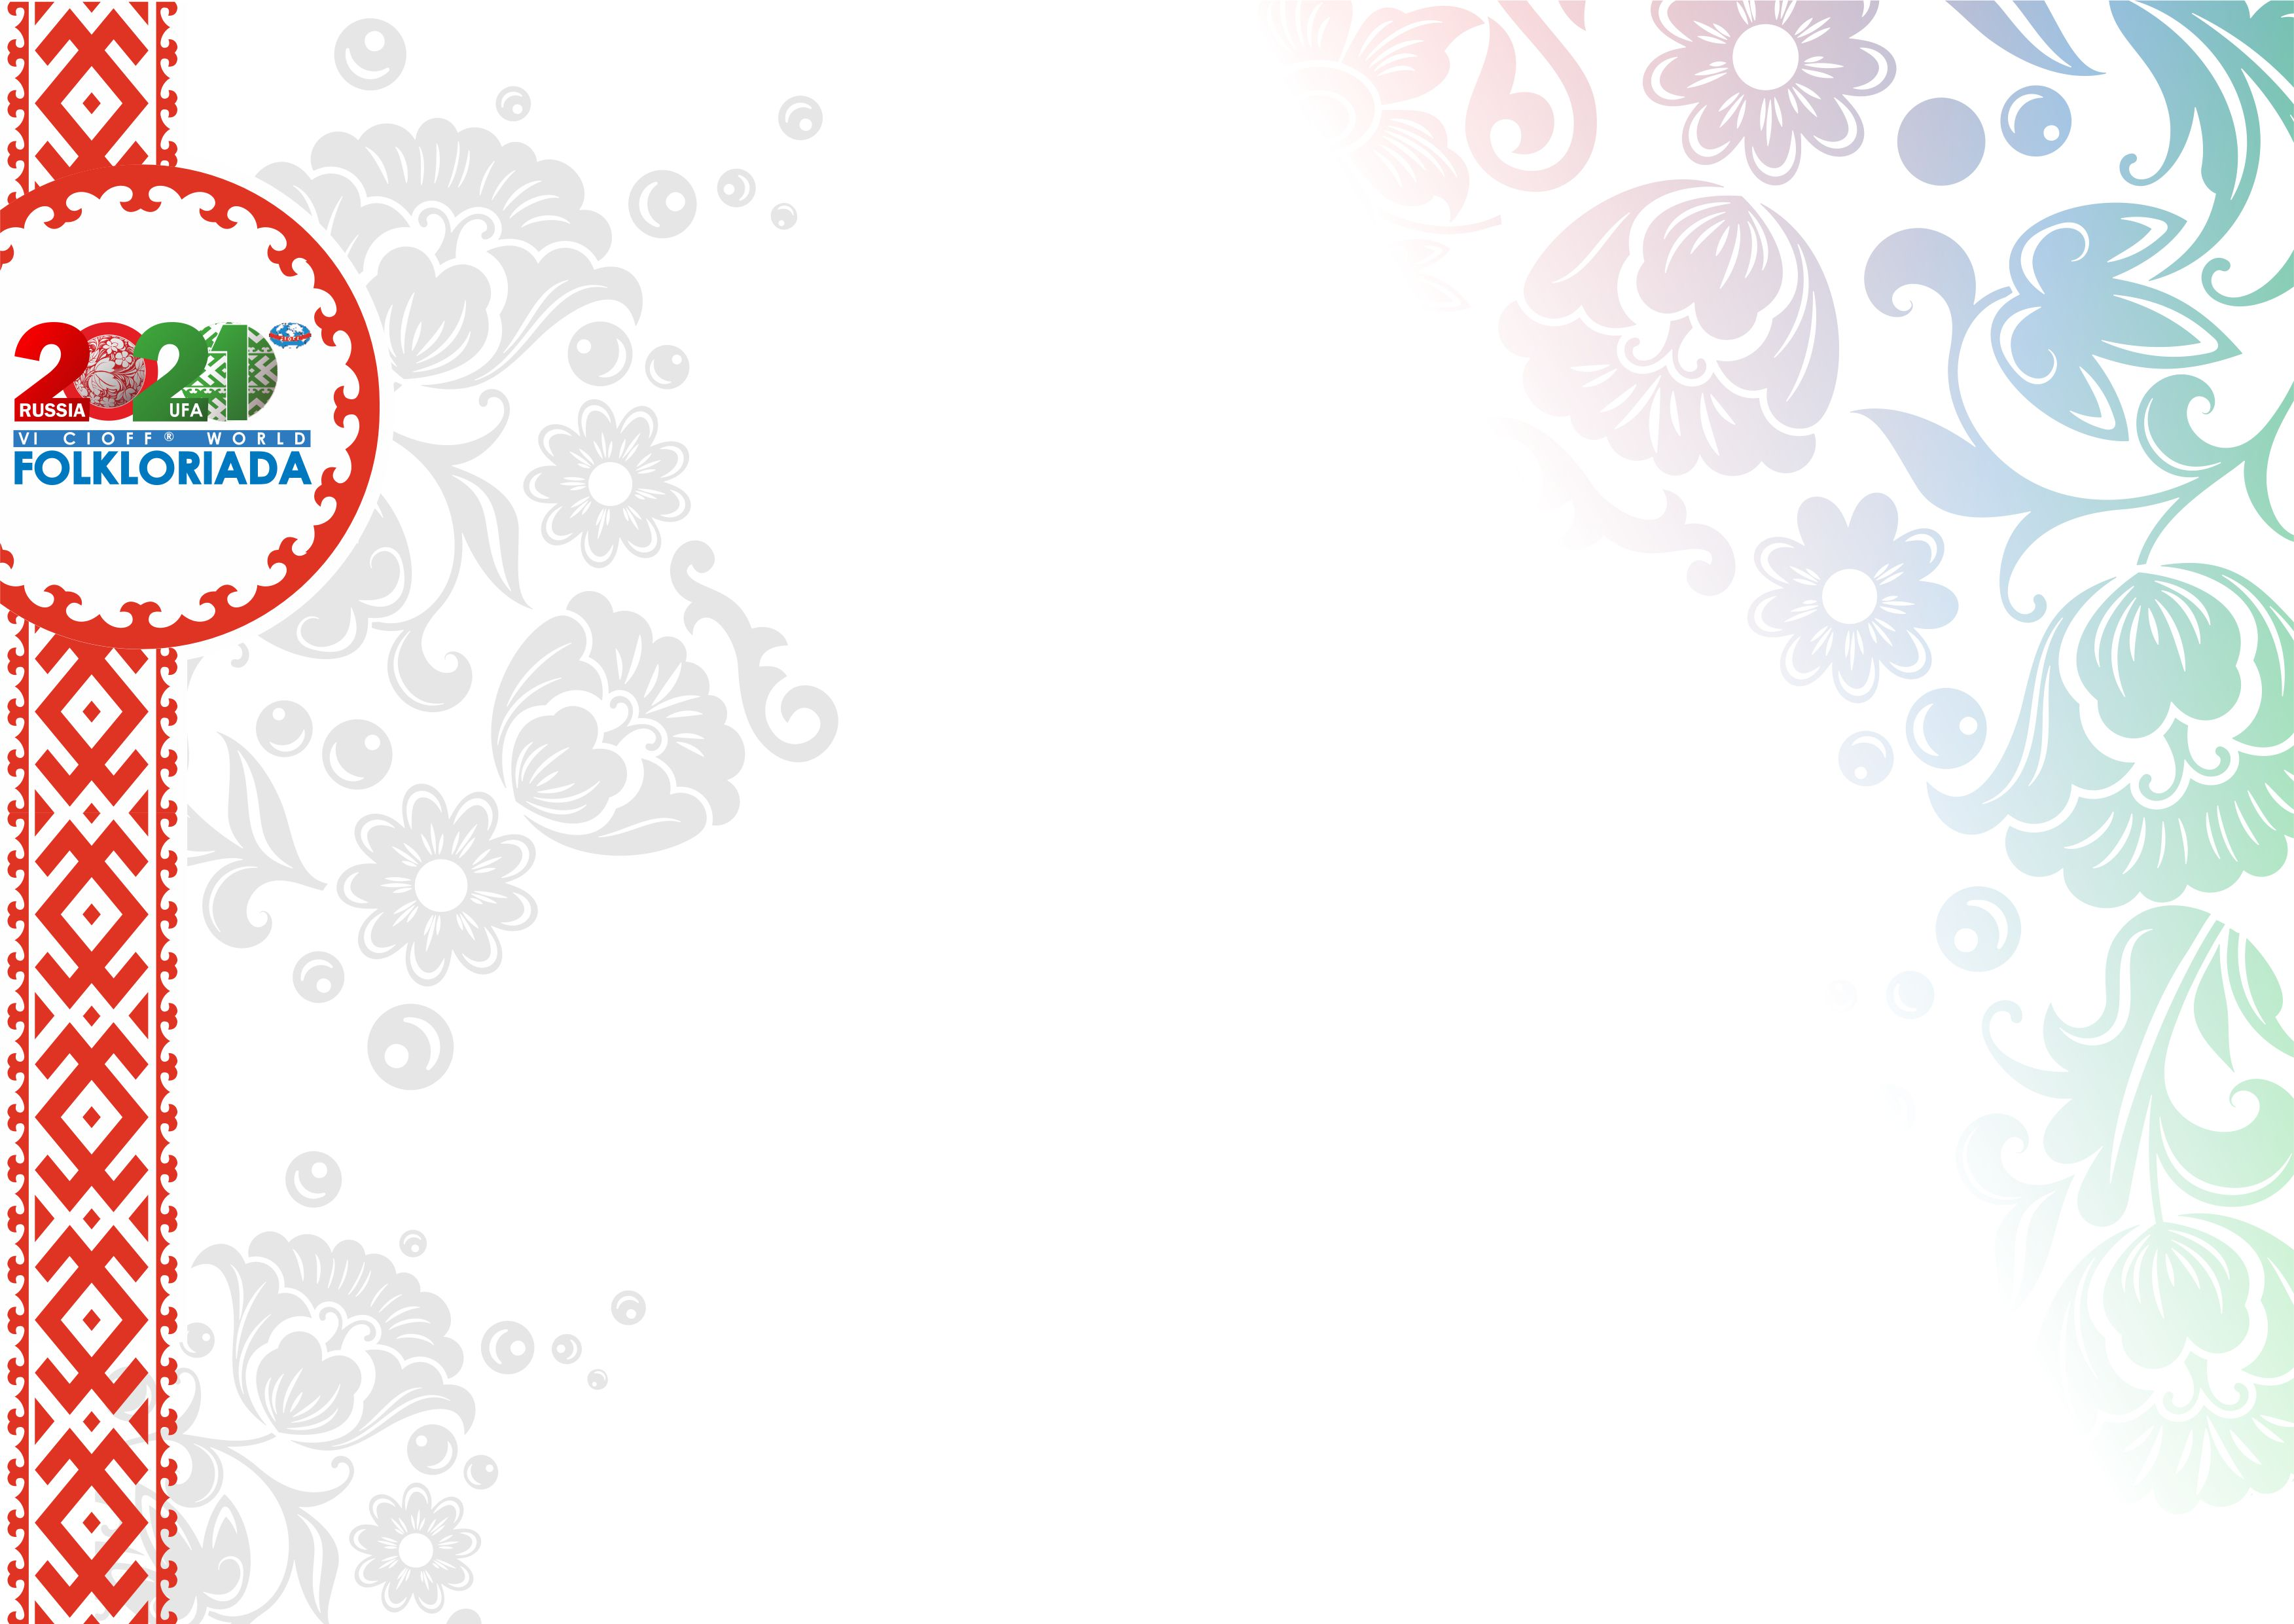 2021
RUSSIA UFA
VI CIOFF® WORLD
FOLKLORIADA